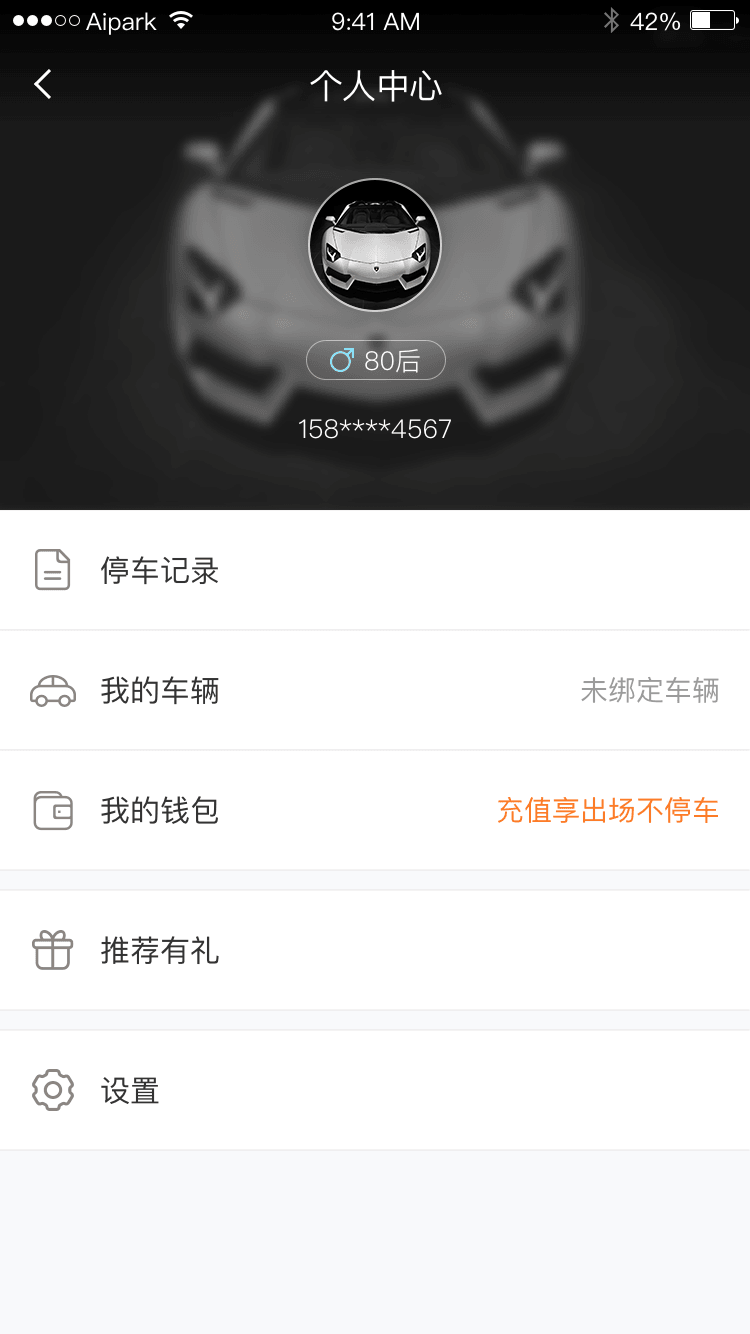 Aipark 9:41 AM 42%
个人中心
80后
158****4567
停车记录
我的车辆 未绑定车辆
我的钱包 充值享出场不停车
推荐有礼
设置